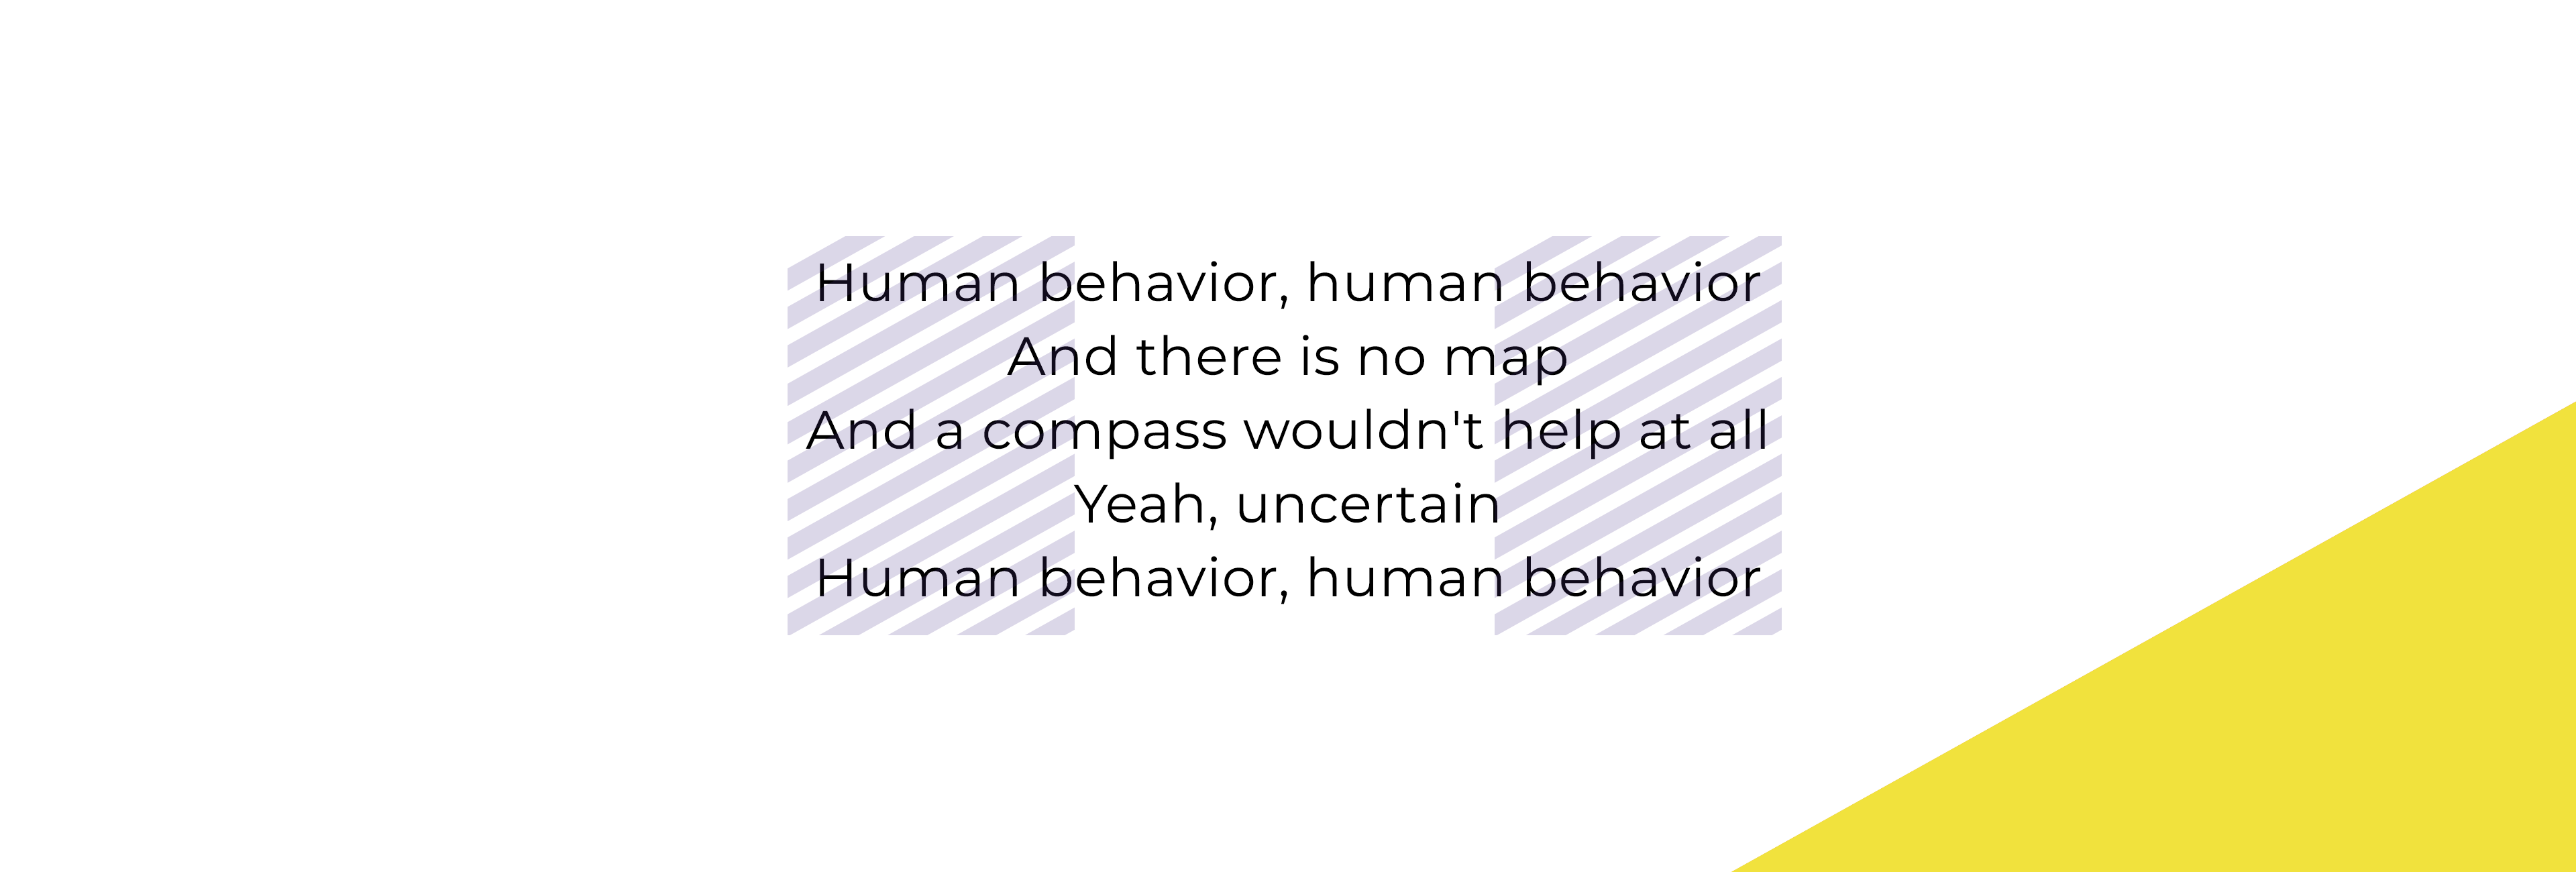 Human behavior, human behavior
And there is no map
And a compass wouldn't help at all
Yeah, uncertain
Human behavior, human behavior